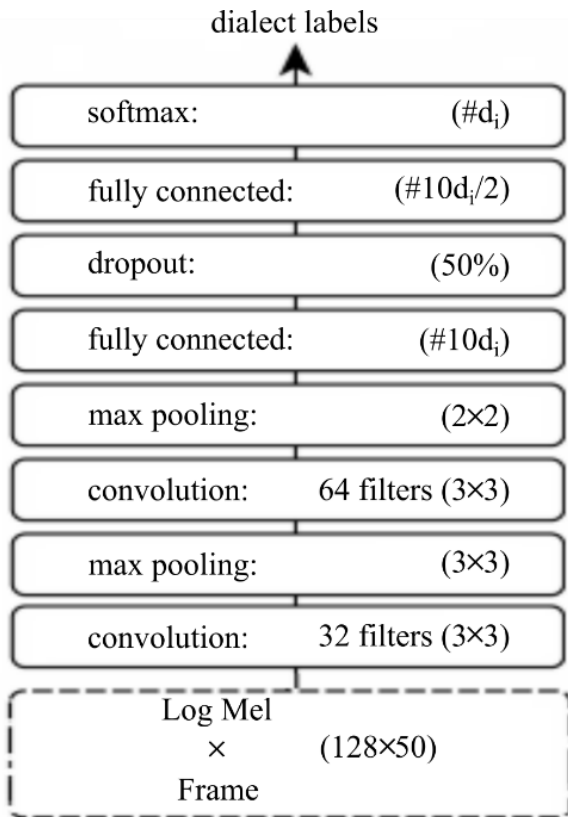 dialect labels
softmax: (#dᵢ)
fully connected: (#10dᵢ/2)
dropout: (50%)
fully connected: (#10dᵢ)
max pooling: (2×2)
convolution: 64 filters (3×3)
max pooling: (3×3)
convolution: 32 filters (3×3)
Log Mel
× (128×50)
Frame